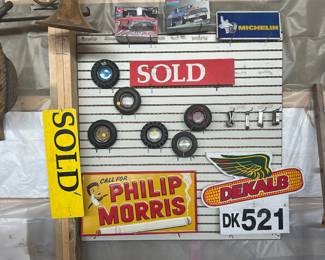 MICHELIN
SOLD
SOLD
CALL FOR
PHILIP
MORRIS
DEKALB
DK521